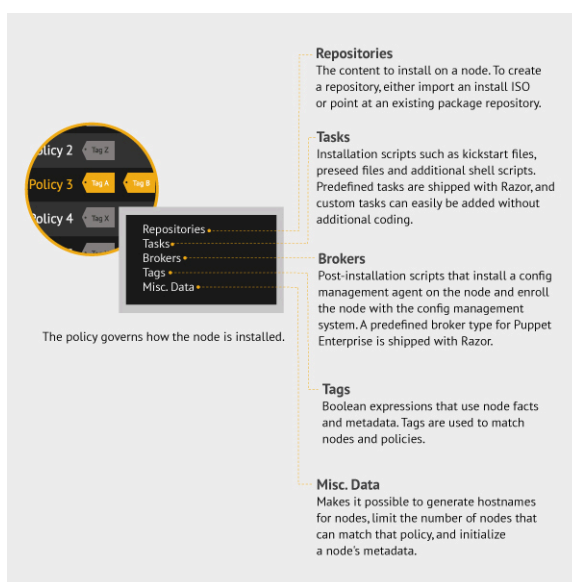 Repositories
The content to install on a node. To create
a repository, either import an install ISO
or point at an existing package repository.
Tasks
Installation scripts such as kickstart files,
preseed files and additional shell scripts.
Predefined tasks are shipped with Razor, and
custom tasks can easily be added without
additional coding.
Brokers
Post-installation scripts that install a config
management agent on the node and enroll
the node with the config management
system. A predefined broker type for Puppet
Enterprise is shipped with Razor.
Tags
Boolean expressions that use node facts
and metadata. Tags are used to match
nodes and policies.
Misc. Data
Makes it possible to generate hostnames
for nodes, limit the number of nodes that
can match that policy, and initialize
a node's metadata.
olicy 2 Tag Z
Policy 3 Tag A Tag B
olicy 4 Tag X
Repositories
Tasks
Brokers
Tags
Misc. Data
The policy governs how the node is installed.